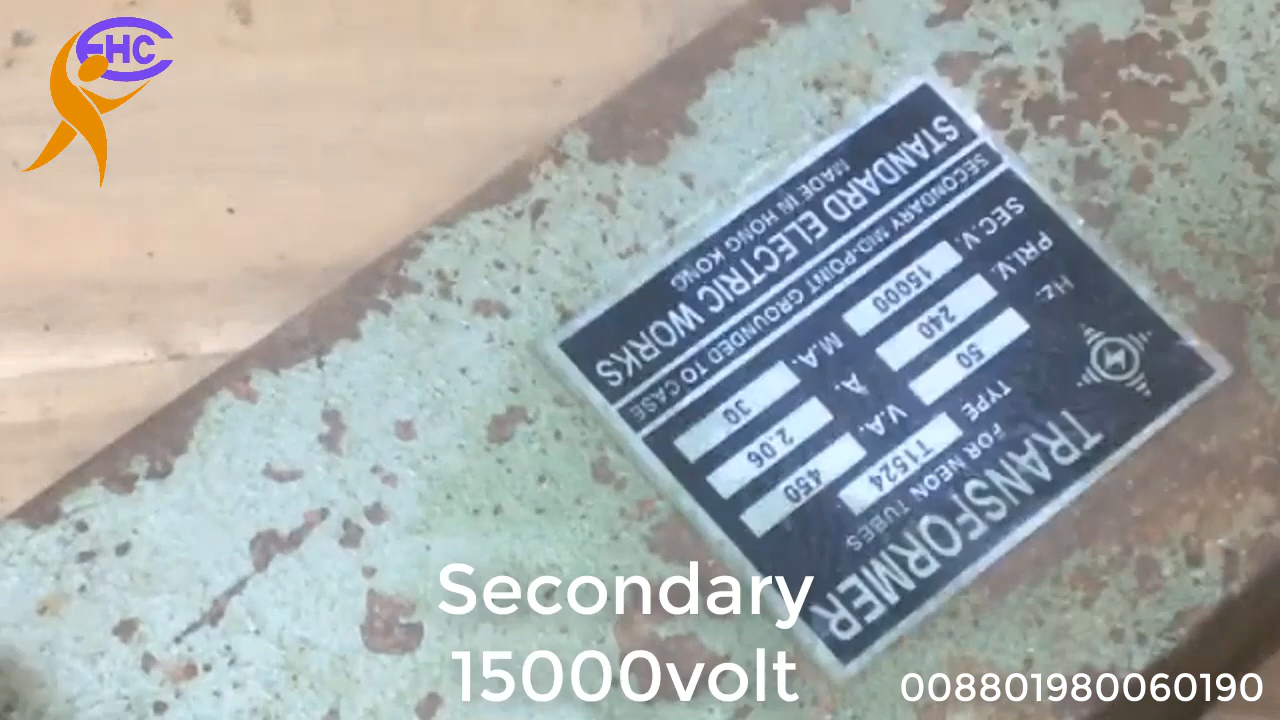 EHC
TRANSFORMER
FOR NEON TUBES
TYPE T1524
Hz. 50 V.A. 450
PRI.V. 240 A. 2.06
SEC.V. 15000 M.A. 30
SECONDARY MID-POINT GROUNDED TO CASE
STANDARD ELECTRIC WORKS
MADE IN HONG KONG
Secondary
15000volt
008801980060190